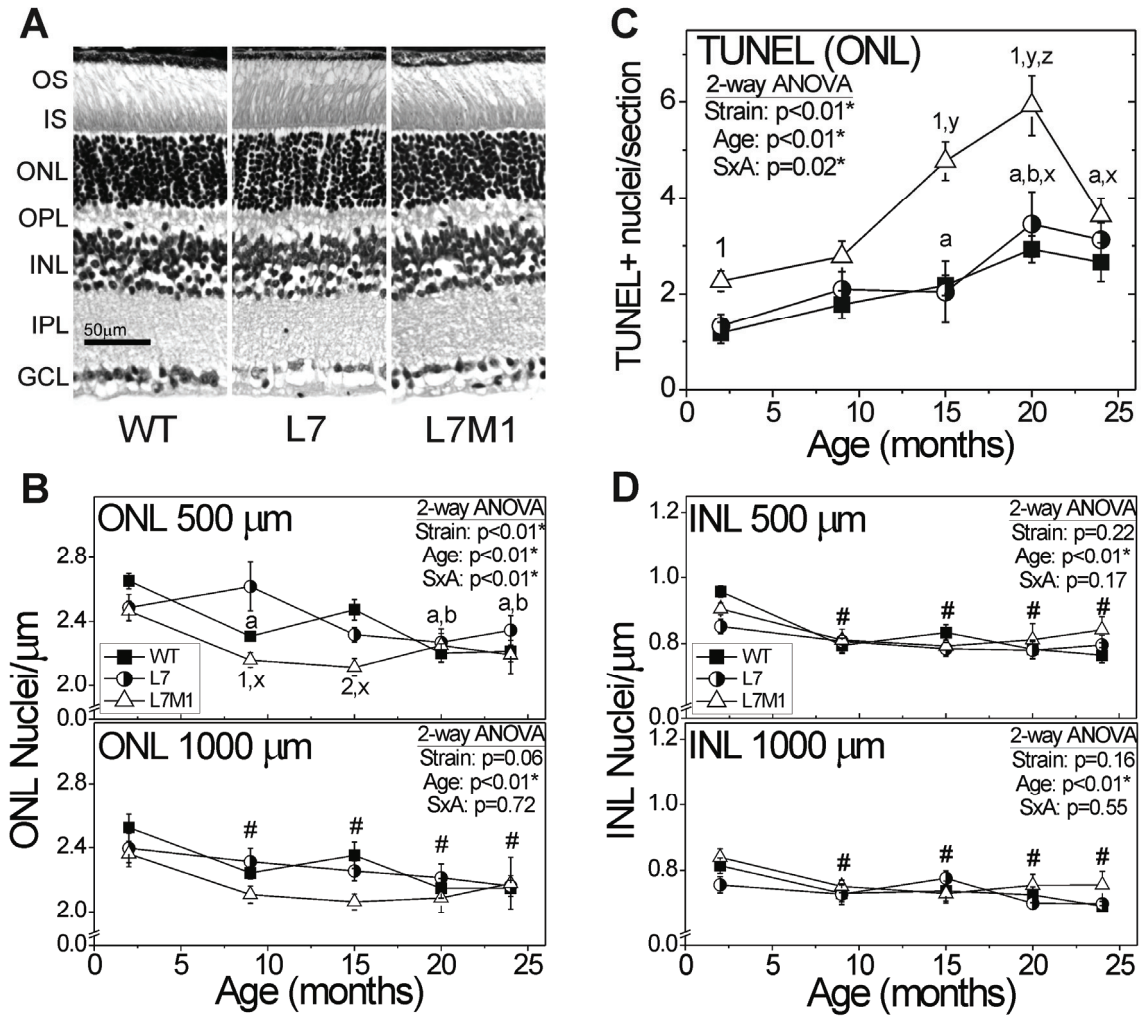 A
OS
IS
ONL
OPL
INL
IPL
GCL
50μm
WT
L7
L7M1
C
TUNEL (ONL)
2-way ANOVA
Strain: p<0.01*
Age: p<0.01*
SxA: p=0.02*
1
1,y
1,y,z
a
a,b,x
a,x
TUNEL+ nuclei/section
6
4
2
0
0
5
10
15
20
25
Age (months)
B
ONL 500 μm
2-way ANOVA
Strain: p<0.01*
Age: p<0.01*
SxA: p<0.01*
a
a,b
a,b
1,x
2,x
WT
L7
L7M1
2.8
2.4
2.0
0.0
ONL 1000 μm
2-way ANOVA
Strain: p=0.06
Age: p<0.01*
SxA: p=0.72
# # # #
2.8
2.4
2.0
0.0
ONL Nuclei/μm
0
5
10
15
20
25
Age (months)
D
INL 500 μm
2-way ANOVA
Strain: p=0.22
Age: p<0.01*
SxA: p=0.17
# # # #
WT
L7
L7M1
1.2
1.0
0.8
0.0
INL 1000 μm
2-way ANOVA
Strain: p=0.16
Age: p<0.01*
SxA: p=0.55
# # # #
1.2
1.0
0.8
0.0
INL Nuclei/μm
0
5
10
15
20
25
Age (months)